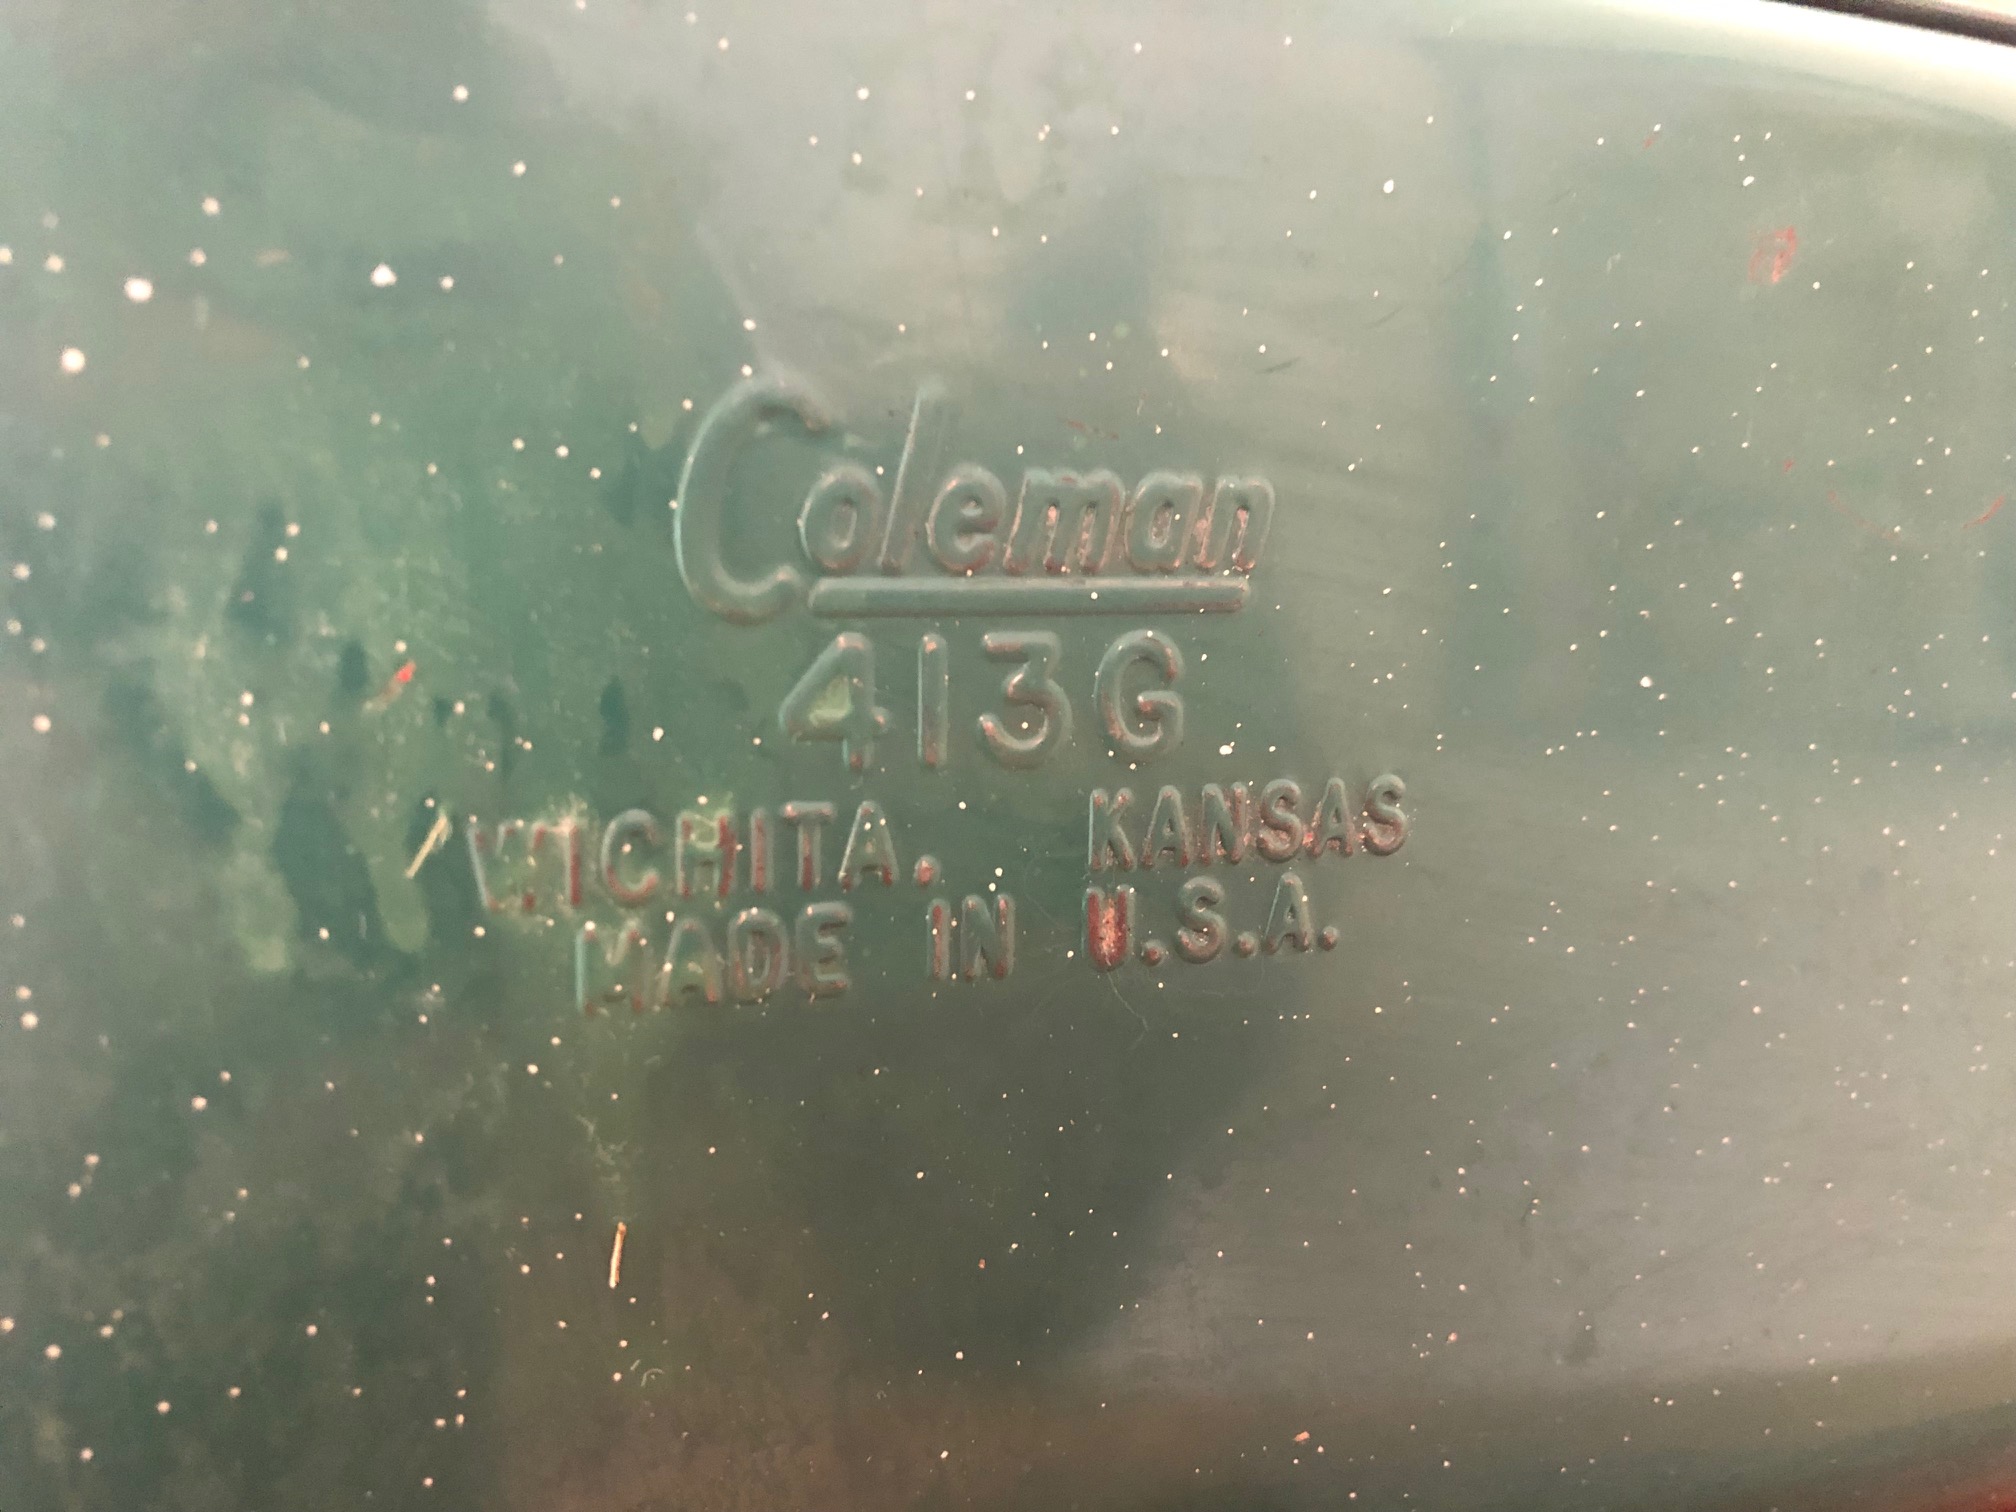 Coleman
413G
WICHITA, KANSAS
MADE IN U.S.A.